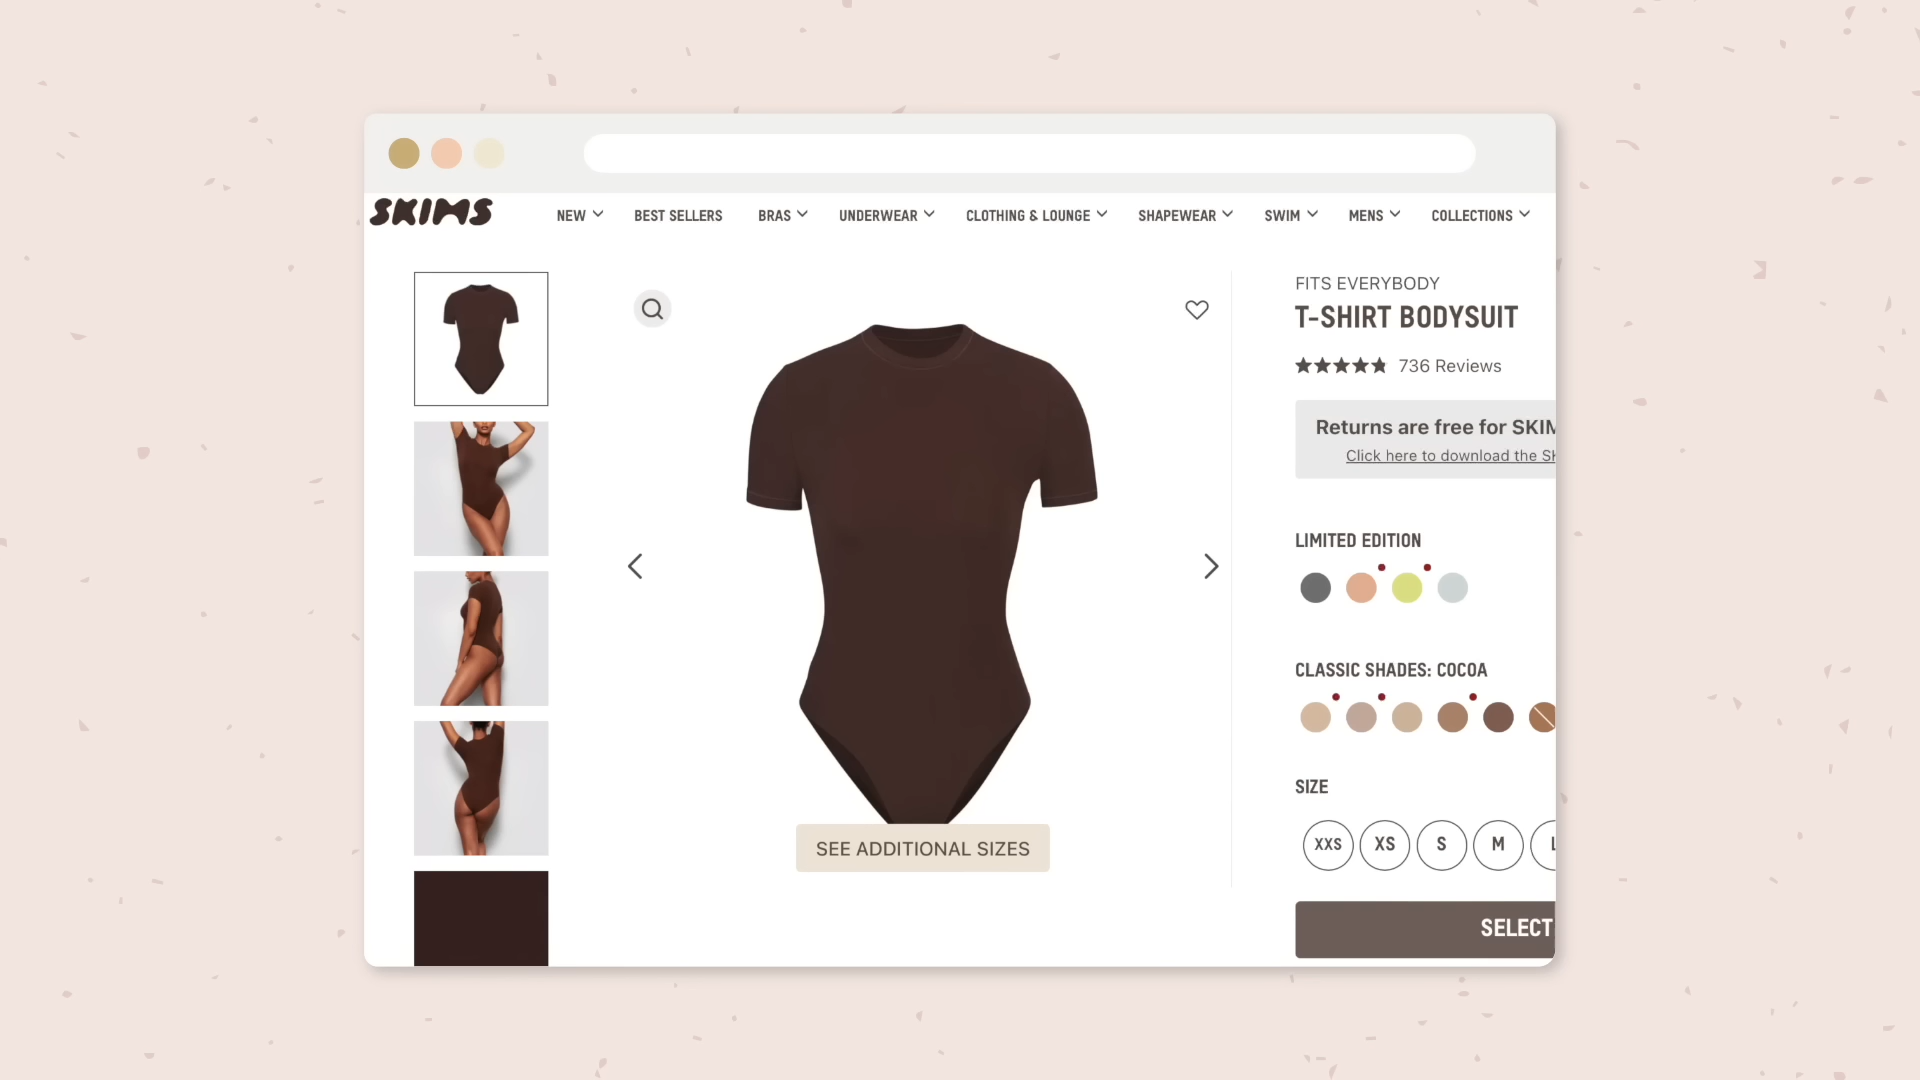 SKIMS
NEW
BEST SELLERS
BRAS
UNDERWEAR
CLOTHING & LOUNGE
SHAPEWEAR
SWIM
MENS
COLLECTIONS
FITS EVERYBODY
T-SHIRT BODYSUIT
736 Reviews
Returns are free for
Click here to download the
LIMITED EDITION
CLASSIC SHADES: COCOA
SIZE
XXS XS S M
SEE ADDITIONAL SIZES
SELECT